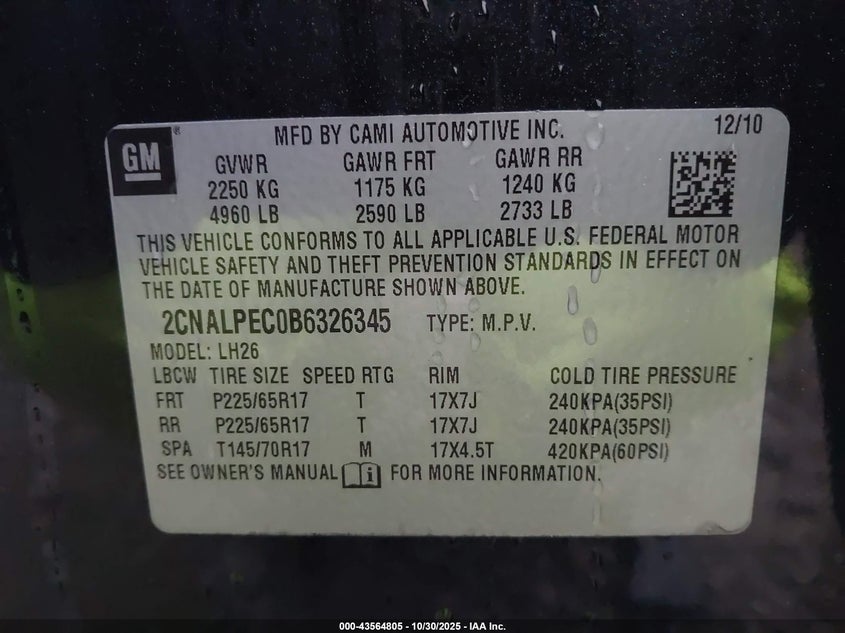 GM
MFD BY CAMI AUTOMOTIVE INC. 12/10
GVWR GAWR FRT GAWR RR
2250 KG 1175 KG 1240 KG
4960 LB 2590 LB 2733 LB
THIS VEHICLE CONFORMS TO ALL APPLICABLE U.S. FEDERAL MOTOR
VEHICLE SAFETY AND THEFT PREVENTION STANDARDS IN EFFECT ON
THE DATE OF MANUFACTURE SHOWN ABOVE.
2CNALPEC0B6326345 TYPE: M.P.V.
MODEL: LH26
LBCW TIRE SIZE SPEED RTG RIM COLD TIRE PRESSURE
FRT P225/65R17 T 17X7J 240KPA(35PSI)
RR P225/65R17 T 17X7J 240KPA(35PSI)
SPA T145/70R17 M 17X4.5T 420KPA(60PSI)
SEE OWNER'S MANUAL i FOR MORE INFORMATION.
000-43564805 - 10/30/2025 - IAA Inc.